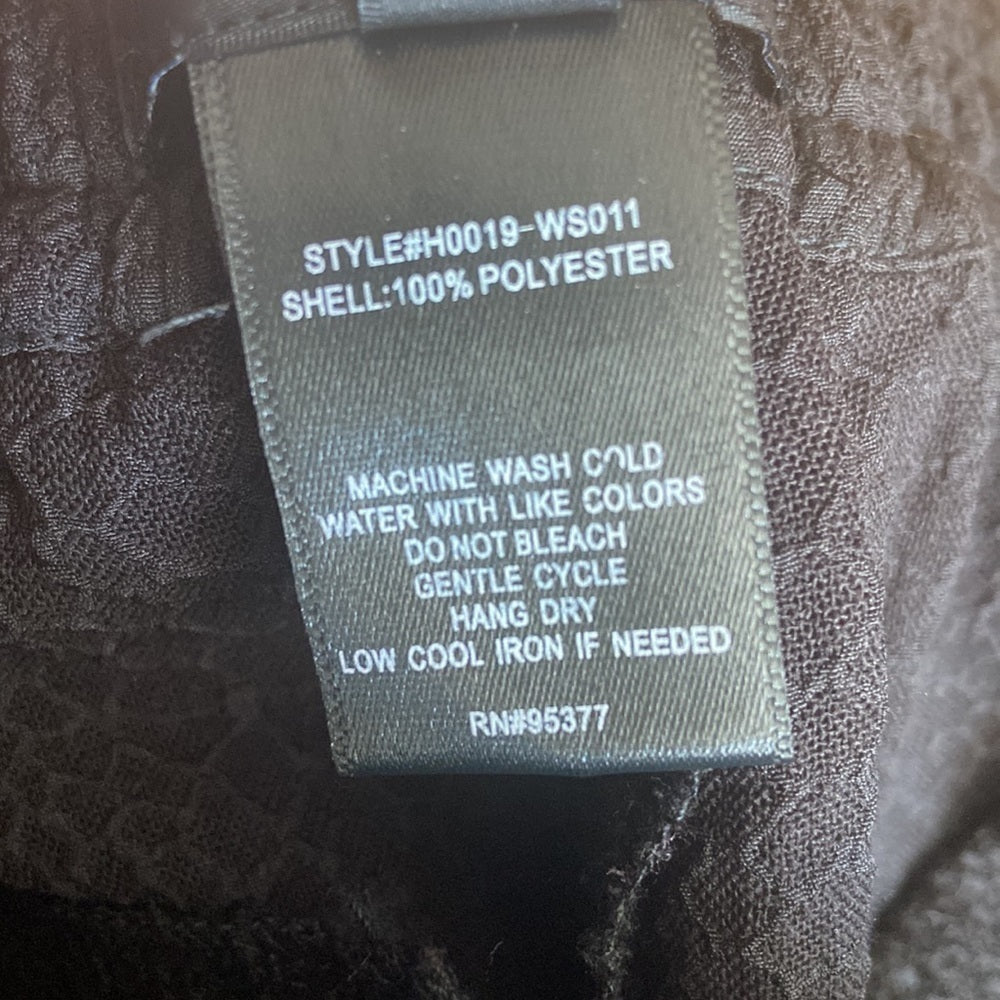 STYLE#H0019-WS011
SHELL:100% POLYESTER
MACHINE WASH COLD
WATER WITH LIKE COLORS
DO NOT BLEACH
GENTLE CYCLE
HANG DRY
LOW COOL IRON IF NEEDED
RN#95377